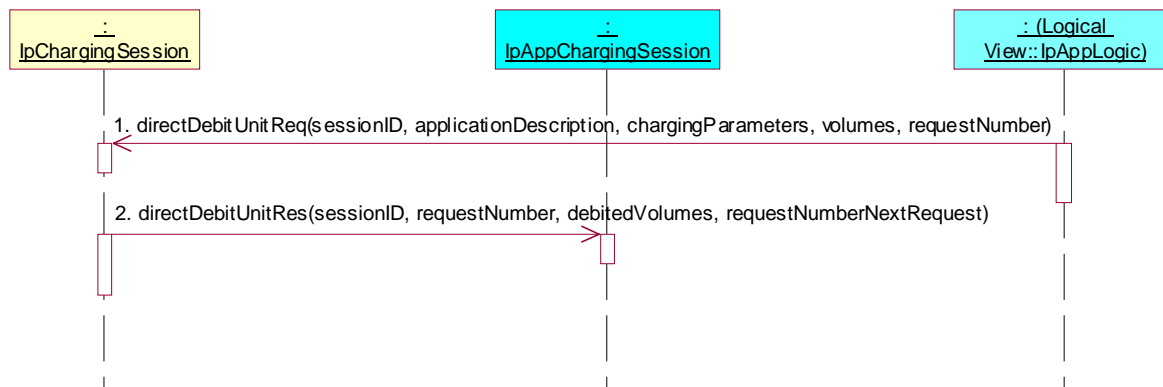 :
IpChargingSession
:
IpAppChargingSession
: (Logical
View::IpAppLogic)
1. directDebitUnitReq(sessionID, applicationDescription, chargingParameters, volumes, requestNumber)
2. directDebitUnitRes(sessionID, requestNumber, debitedVolumes, requestNumberNextRequest)